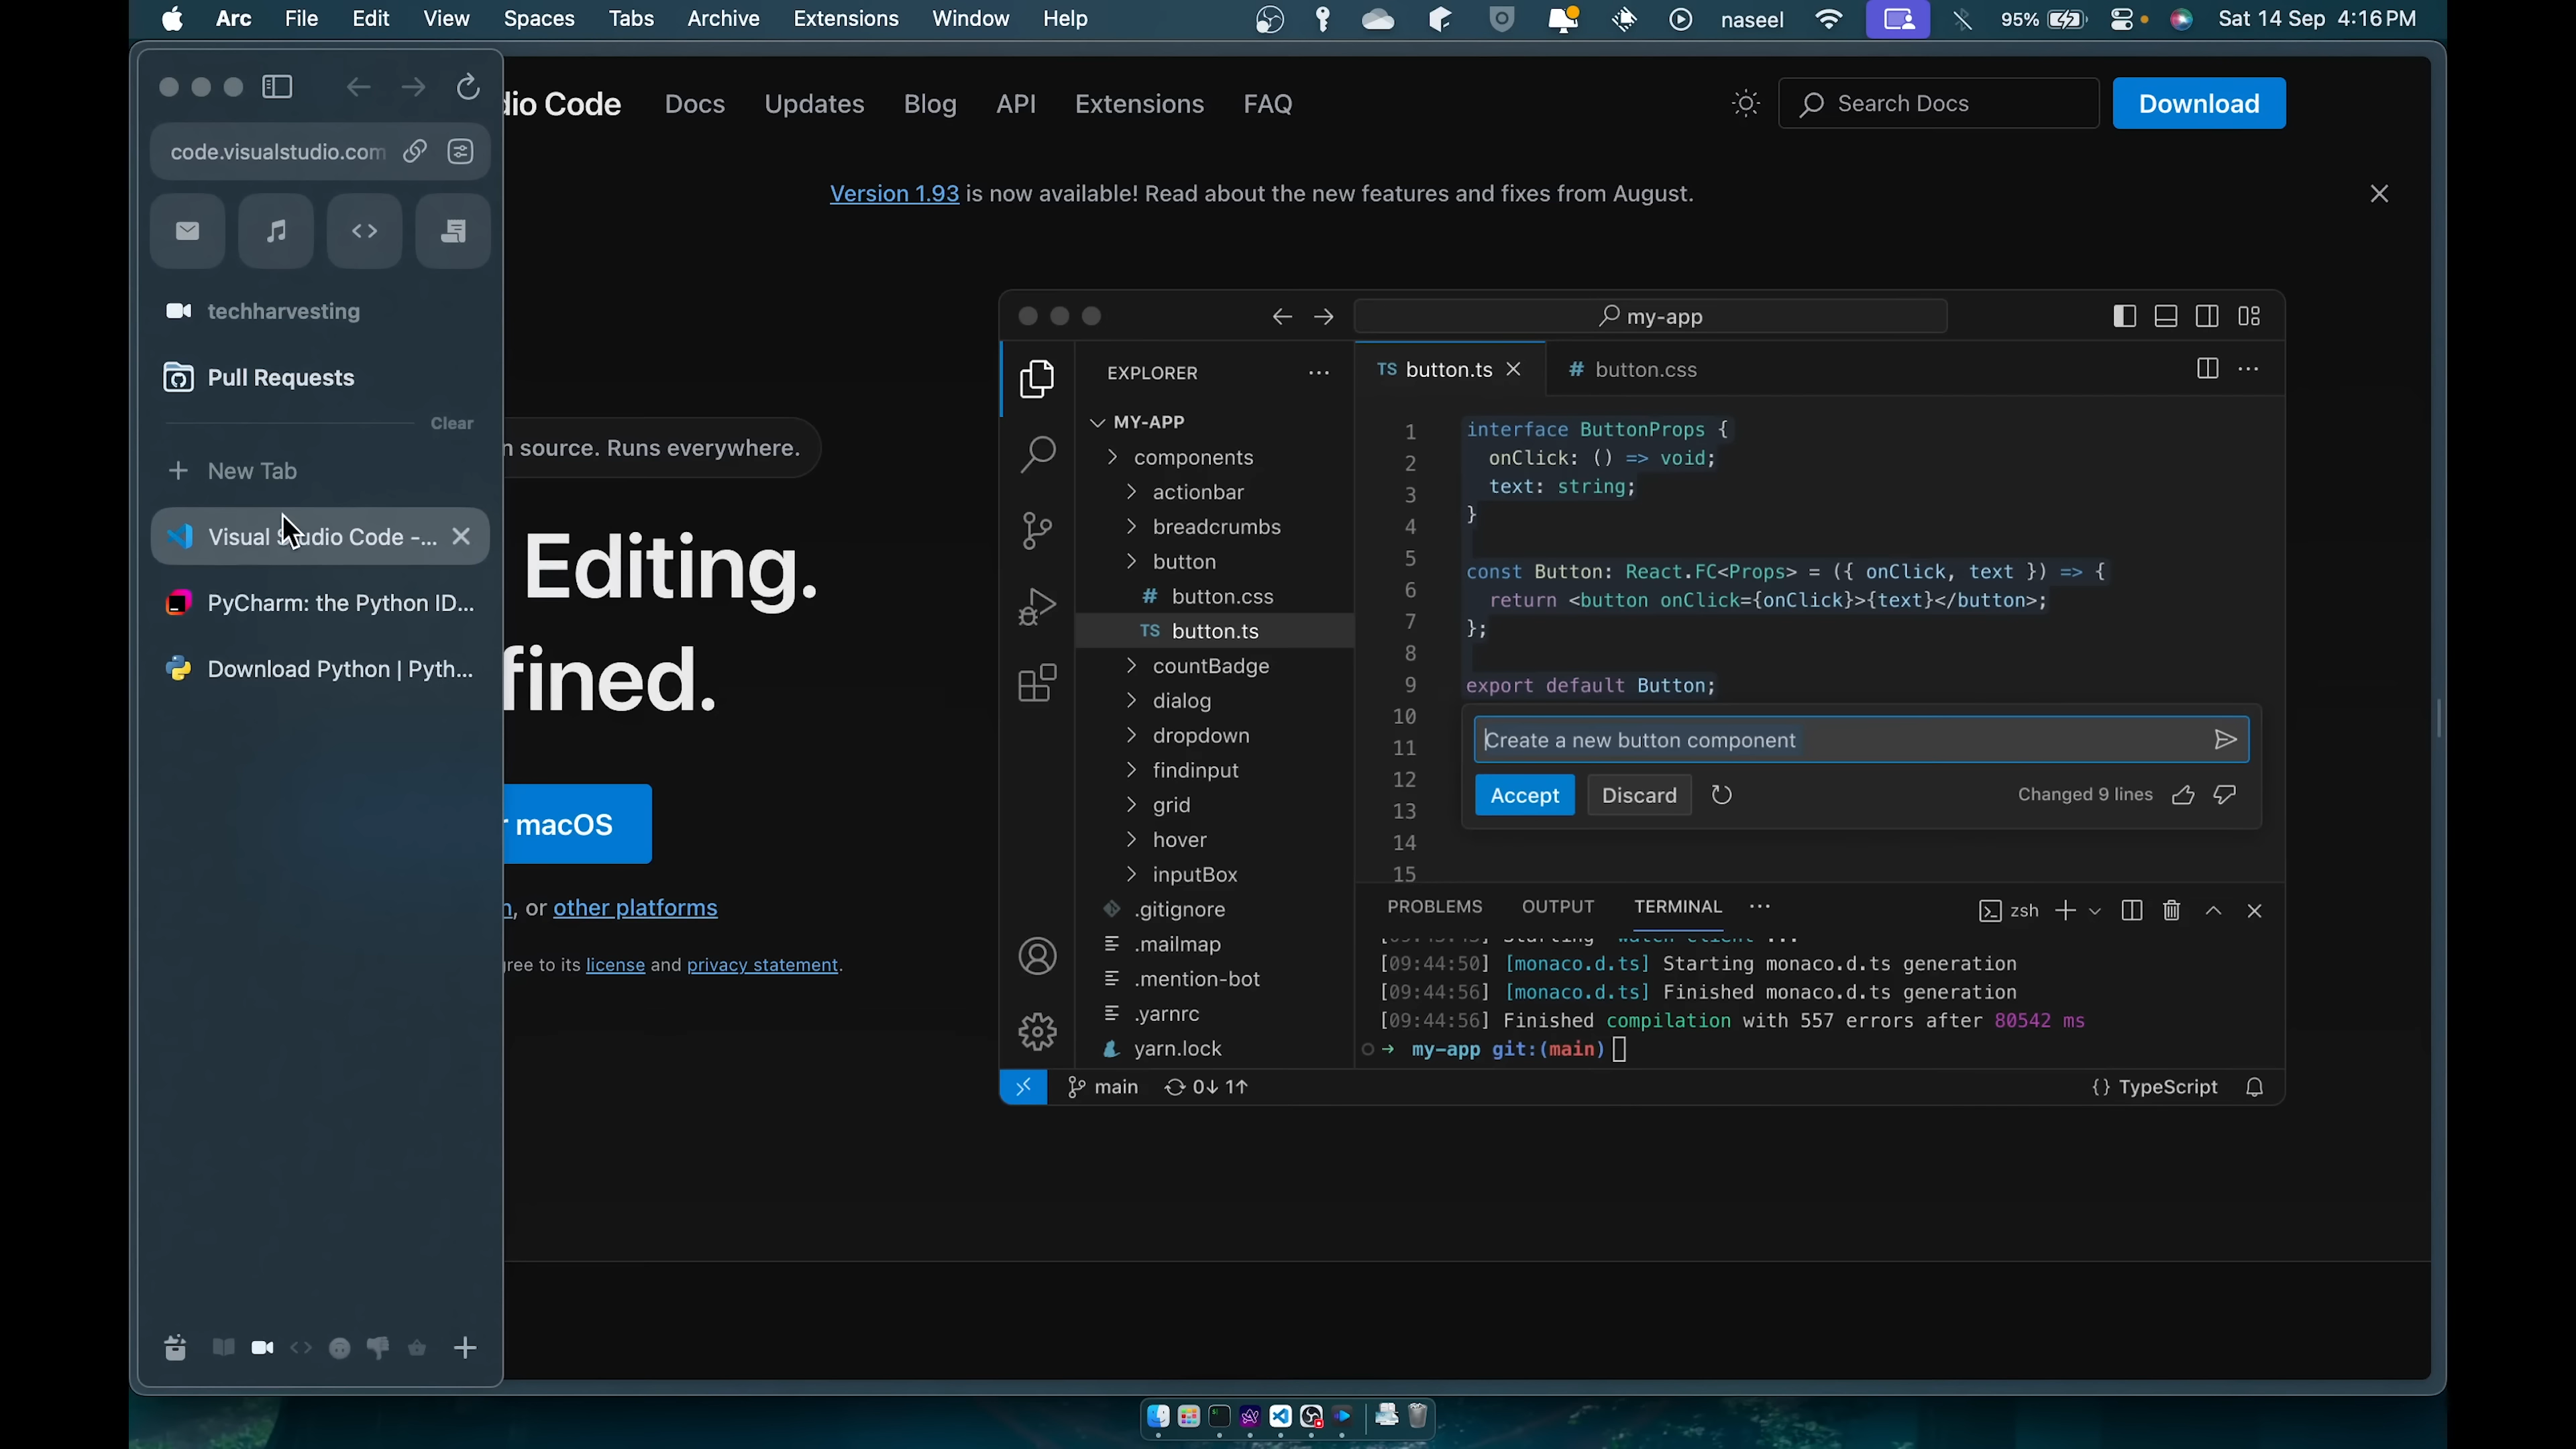 Arc File Edit View Spaces Tabs Archive Extensions Window Help naseel 95% Sat 14 Sep 4:16 PM
code.visualstudio.com
techharvesting
Pull Requests
Clear
New Tab
Visual Studio Code -...
PyCharm: the Python ID...
Download Python | Pyth...
dio Code Docs Updates Blog API Extensions FAQ Search Docs Download
Version 1.93 is now available! Read about the new features and fixes from August.
n source. Runs everywhere.
Editing.
fined.
r macOS
n, or other platforms
ree to its license and privacy statement.
my-app
EXPLORER
MY-APP
components
actionbar
breadcrumbs
button
button.css
button.ts
countBadge
dialog
dropdown
findinput
grid
hover
inputBox
.gitignore
.mailmap
.mention-bot
.yarnrc
yarn.lock
TS button.ts # button.css
1 interface ButtonProps {
2 onClick: () => void;
3 text: string;
4 }
5
6 const Button: React.FC<Props> = ({ onClick, text }) => {
7 return <button onClick={onClick}>{text}</button>;
8 };
9
10 export default Button;
11
12
13
14
15
Create a new button component
Accept Discard Changed 9 lines
PROBLEMS OUTPUT TERMINAL zsh
[09:44:50] [monaco.d.ts] Starting monaco.d.ts generation
[09:44:56] [monaco.d.ts] Finished monaco.d.ts generation
[09:44:56] Finished compilation with 557 errors after 80542 ms
my-app git:(main)
main 0↓ 1↑ {} TypeScript